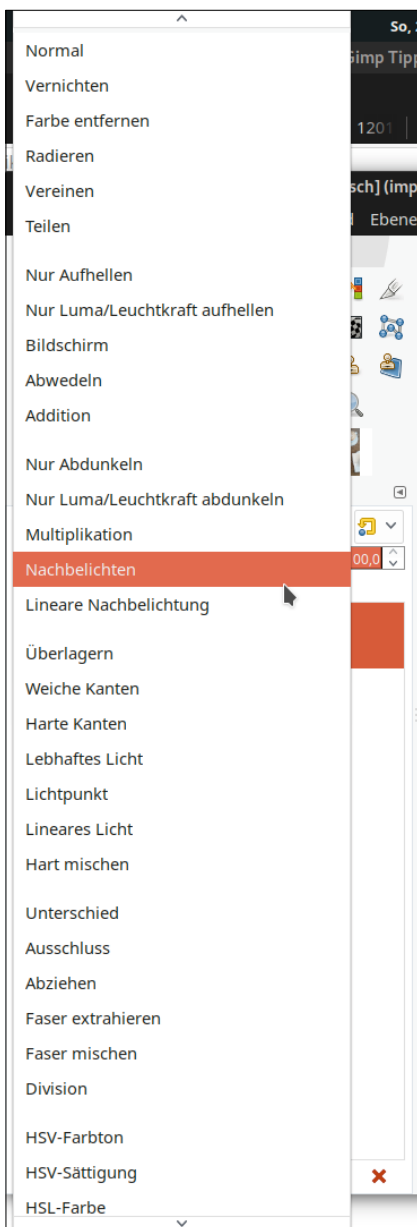 So,
Gimp Tipp
1201
sch] (imp
Ebene
00,0
Normal
Vernichten
Farbe entfernen
Radieren
Vereinen
Teilen
Nur Aufhellen
Nur Luma/Leuchtkraft aufhellen
Bildschirm
Abwedeln
Addition
Nur Abdunkeln
Nur Luma/Leuchtkraft abdunkeln
Multiplikation
Nachbelichten
Lineare Nachbelichtung
Überlagern
Weiche Kanten
Harte Kanten
Lebhaftes Licht
Lichtpunkt
Lineares Licht
Hart mischen
Unterschied
Ausschluss
Abziehen
Faser extrahieren
Faser mischen
Division
HSV-Farbton
HSV-Sättigung
HSL-Farbe